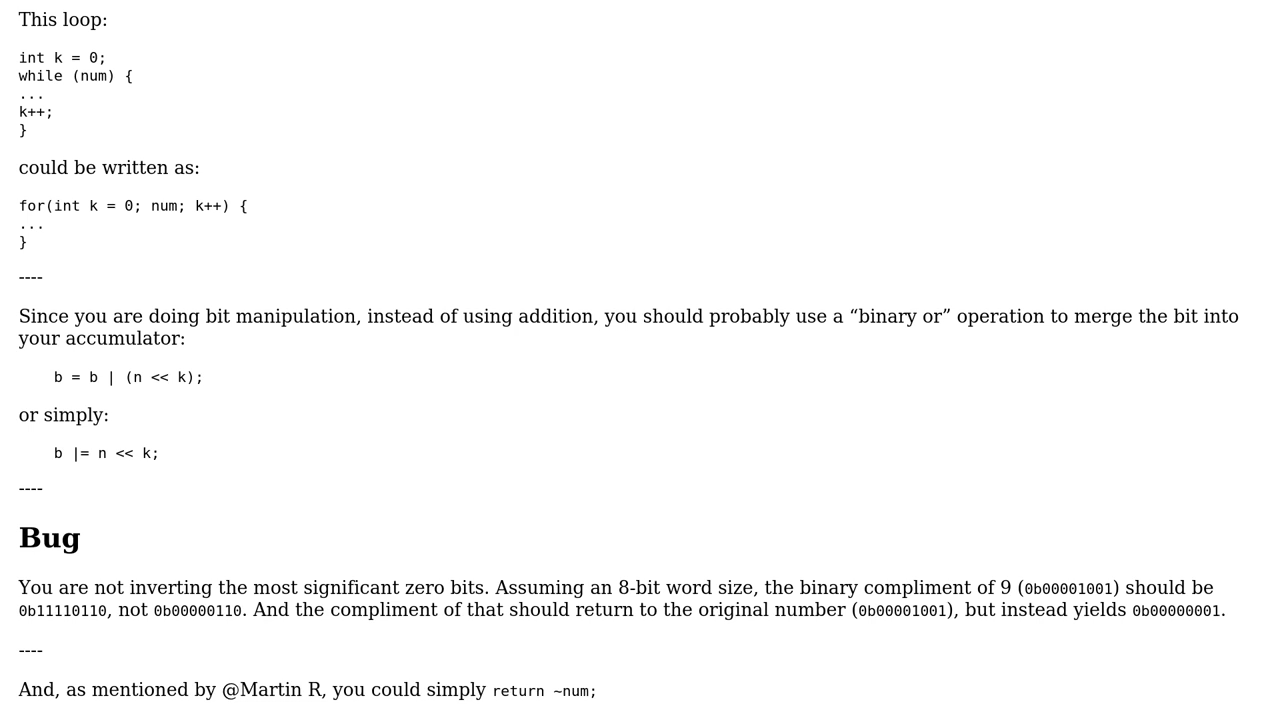 This loop:
int k = 0;
while (num) {
...
k++;
}
could be written as:
for(int k = 0; num; k++) {
...
}
----
Since you are doing bit manipulation, instead of using addition, you should probably use a “binary or” operation to merge the bit into
your accumulator:
    b = b | (n << k);
or simply:
    b |= n << k;
----
Bug
You are not inverting the most significant zero bits. Assuming an 8-bit word size, the binary compliment of 9 (0b00001001) should be
0b11110110, not 0b00000110. And the compliment of that should return to the original number (0b00001001), but instead yields 0b00000001.
----
And, as mentioned by @Martin R, you could simply return ~num;